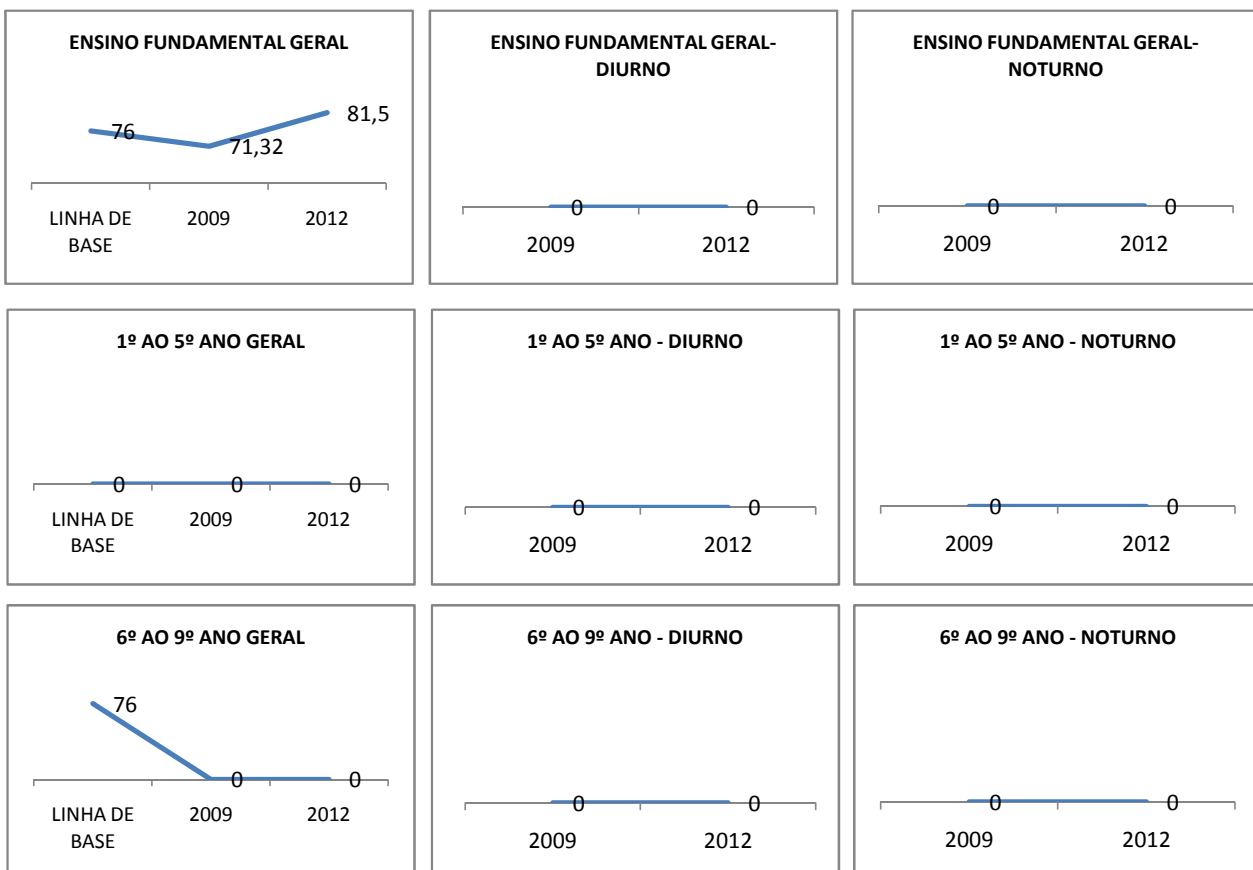 ENSINO FUNDAMENTAL GERAL
76
71,32
81,5
LINHA DE
BASE
2009
2012
ENSINO FUNDAMENTAL GERAL-
DIURNO
0
0
2009
2012
ENSINO FUNDAMENTAL GERAL-
NOTURNO
0
0
2009
2012
1º AO 5º ANO GERAL
0
0
0
LINHA DE
BASE
2009
2012
1º AO 5º ANO - DIURNO
0
0
2009
2012
1º AO 5º ANO - NOTURNO
0
0
2009
2012
6º AO 9º ANO GERAL
76
0
0
LINHA DE
BASE
2009
2012
6º AO 9º ANO - DIURNO
0
0
2009
2012
6º AO 9º ANO - NOTURNO
0
0
2009
2012